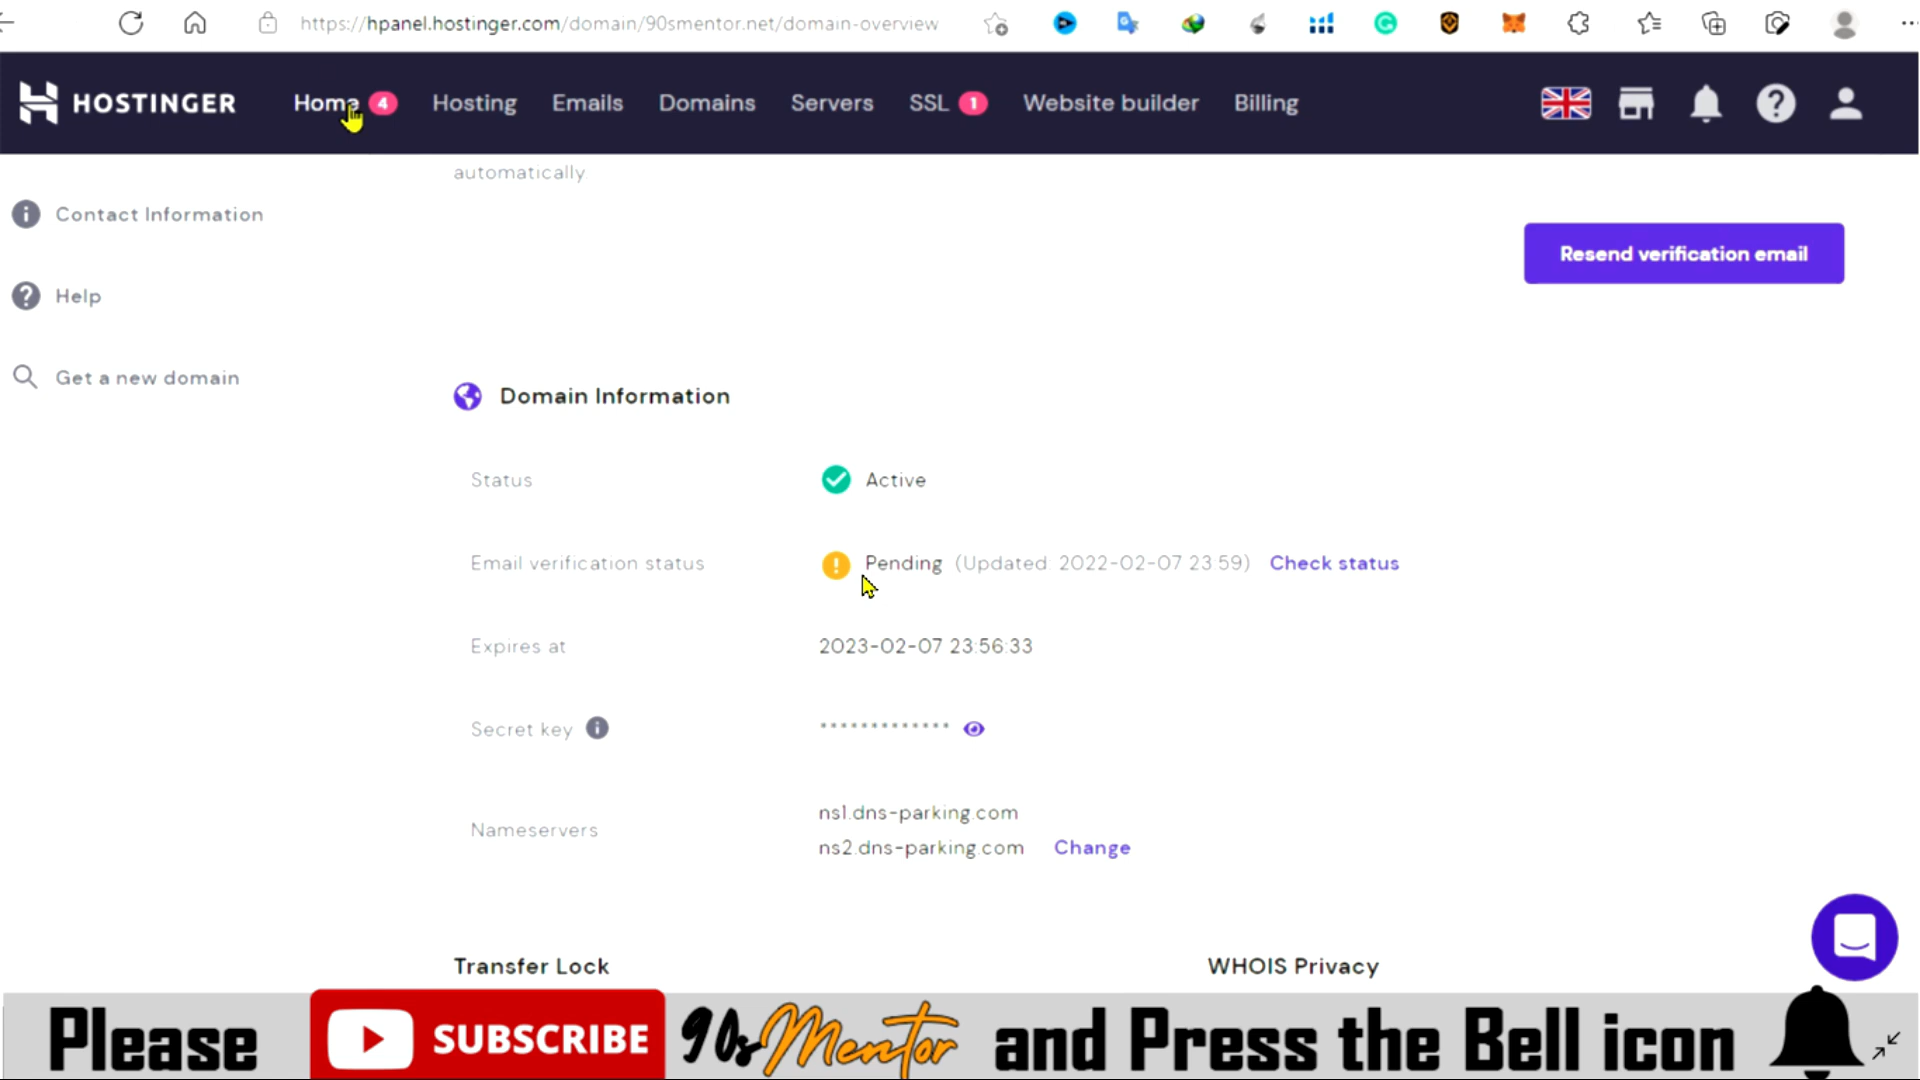 https://hpanel.hostinger.com/domain/90smentor.net/domain-overview
HOSTINGER Home 4 Hosting Emails Domains Servers SSL 1 Website builder Billing
automatically
Contact Information
Resend verification email
Help
Get a new domain
Domain Information
Status Active
Email verification status Pending (Updated: 2022-02-07 23:59) Check status
Expires at 2023-02-07 23:56:33
Secret key *************
ns1.dns-parking.com
Nameservers
ns2.dns-parking.com Change
Transfer Lock WHOIS Privacy
Please SUBSCRIBE 90s Mentor and Press the Bell icon